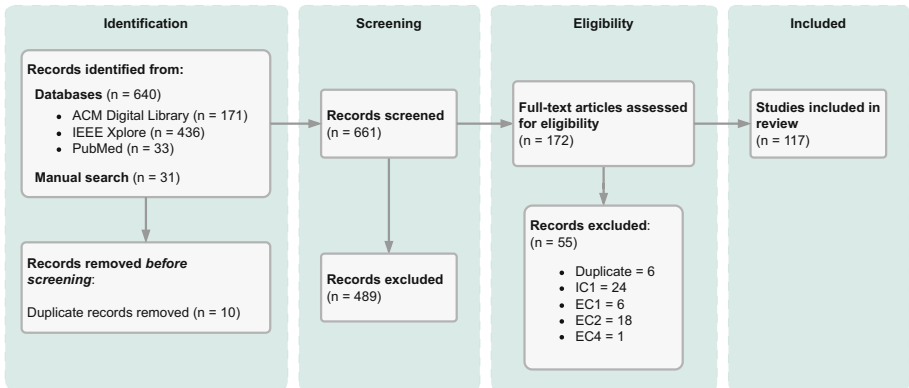 Identification
Records identified from:
Databases (n = 640)
• ACM Digital Library (n = 171)
• IEEE Xplore (n = 436)
• PubMed (n = 33)
Manual search (n = 31)
Records removed before
screening:
Duplicate records removed (n = 10)
Screening
Records screened
(n = 661)
Records excluded
(n = 489)
Eligibility
Full-text articles assessed
for eligibility
(n = 172)
Records excluded:
(n = 55)
• Duplicate = 6
• IC1 = 24
• EC1 = 6
• EC2 = 18
• EC4 = 1
Included
Studies included in
review
(n = 117)